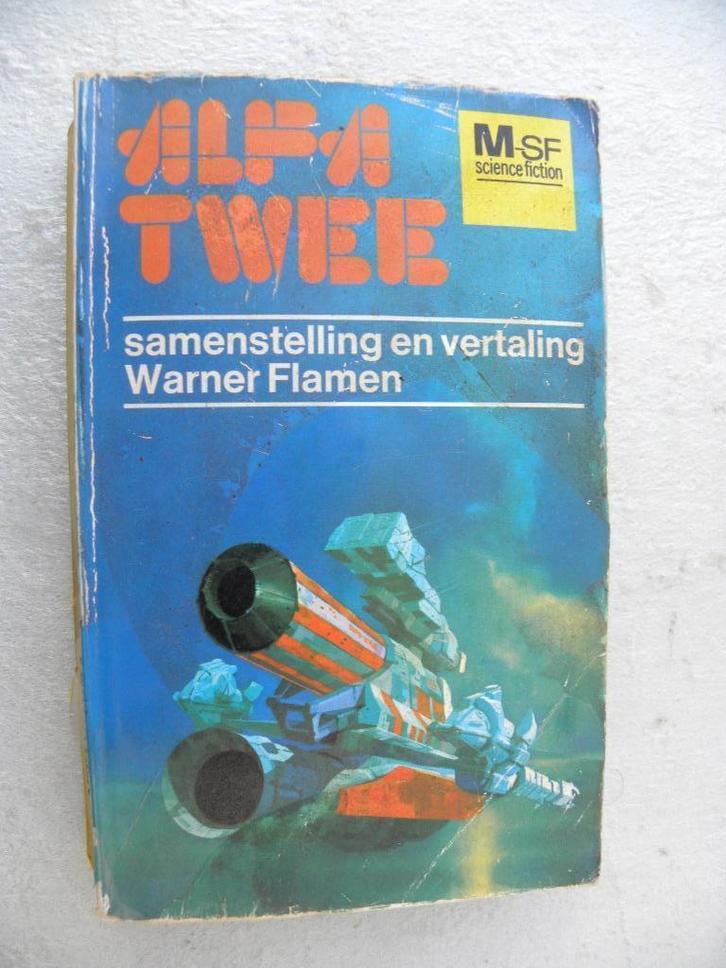 ALFA
TWEE
M-SF
science fiction
samenstelling en vertaling
Warner Flamen